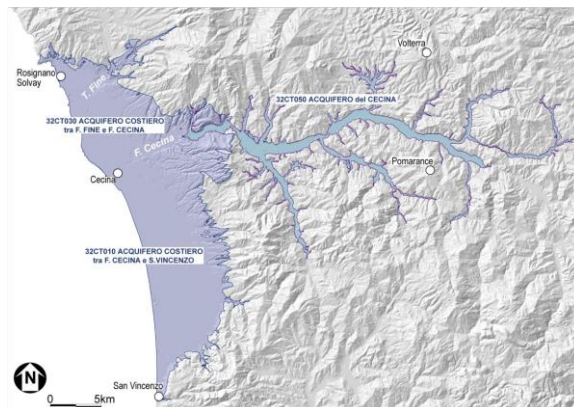 Volterra
Rosignano
Solvay
T. Fine
32CT050 ACQUIFERO del CECINA
32CT030 ACQUIFERO COSTIERO
tra F. FINE e F. CECINA
F. Cecina
Pomarance
Cecina
32CT010 ACQUIFERO COSTIERO
tra F. CECINA e S.VINCENZO
N
San Vincenzo
0 5km